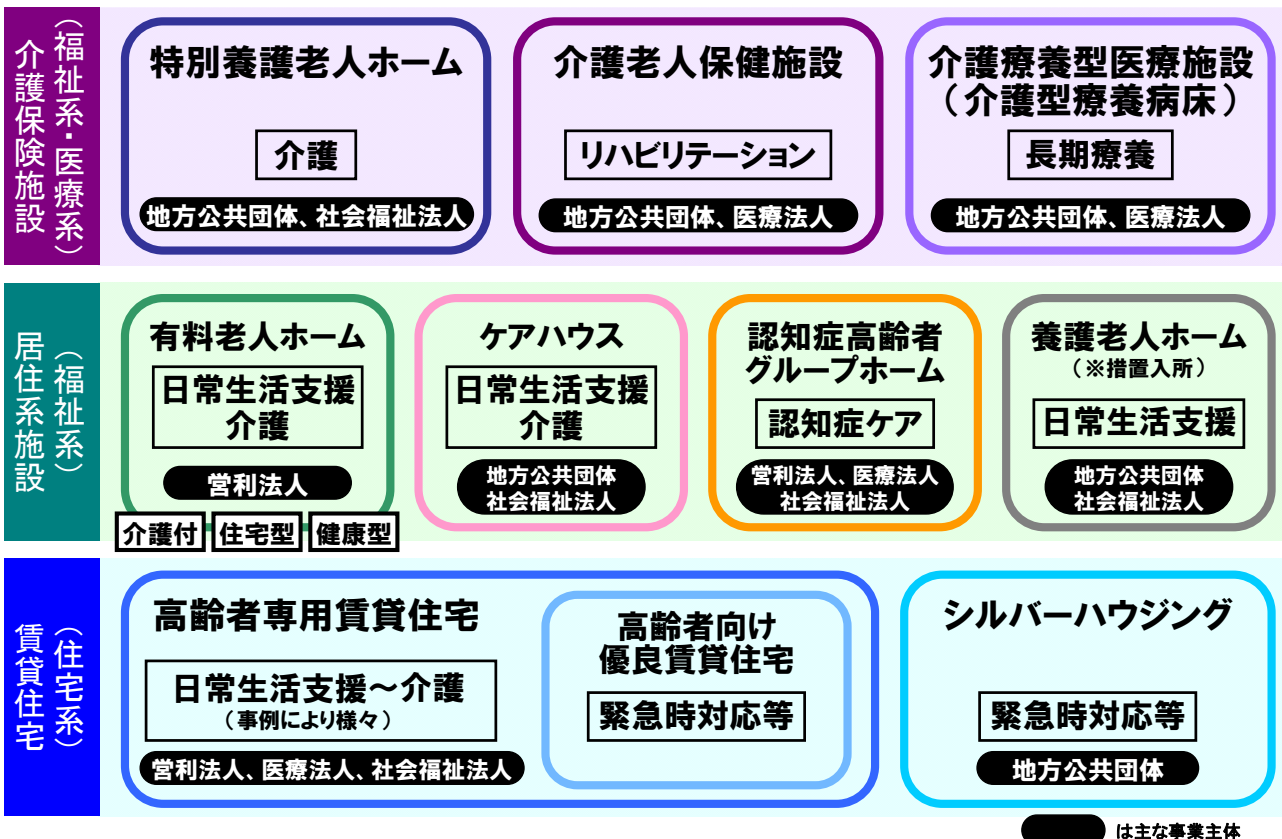 介護保険施設
（福祉系・医療系）
特別養護老人ホーム
介護
地方公共団体、社会福祉法人
介護老人保健施設
リハビリテーション
地方公共団体、医療法人
介護療養型医療施設
（介護型療養病床）
長期療養
地方公共団体、医療法人
居住系施設
（福祉系）
有料老人ホーム
日常生活支援
介護
営利法人
介護付
住宅型
健康型
ケアハウス
日常生活支援
介護
地方公共団体
社会福祉法人
認知症高齢者
グループホーム
認知症ケア
営利法人、医療法人
社会福祉法人
養護老人ホーム
（※措置入所）
日常生活支援
地方公共団体
社会福祉法人
賃貸住宅
（住宅系）
高齢者専用賃貸住宅
日常生活支援～介護
（事例により様々）
営利法人、医療法人、社会福祉法人
高齢者向け
優良賃貸住宅
緊急時対応等
シルバーハウジング
緊急時対応等
地方公共団体
は主な事業主体